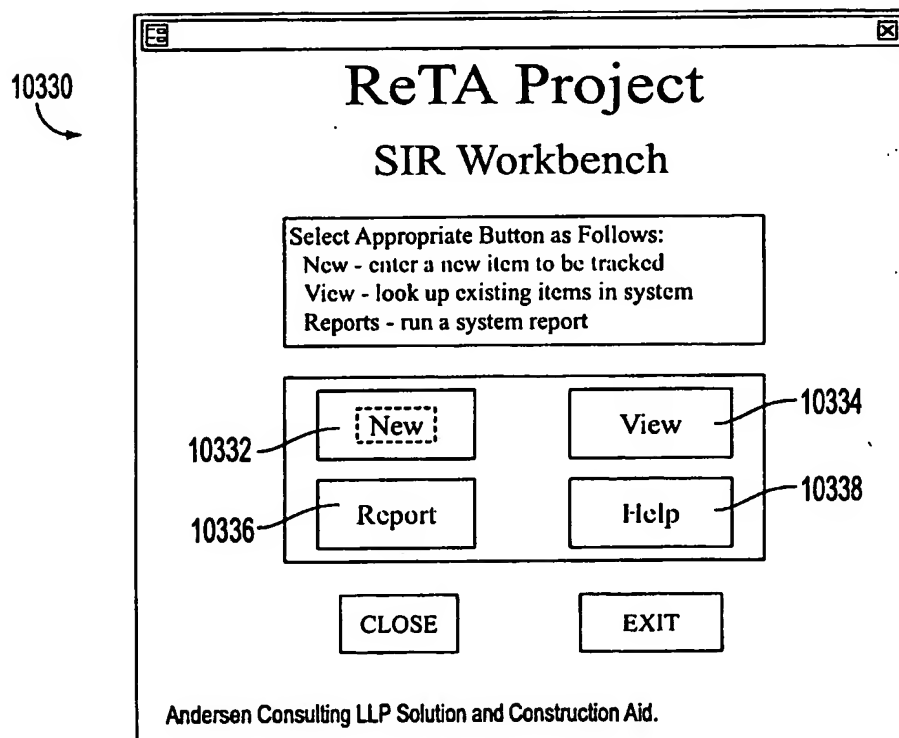 10330
ReTA Project
SIR Workbench
Select Appropriate Button as Follows:
New - enter a new item to be tracked
View - look up existing items in system
Reports - run a system report
10332
New
View
10334
10336
Report
Help
10338
CLOSE
EXIT
Andersen Consulting LLP Solution and Construction Aid.